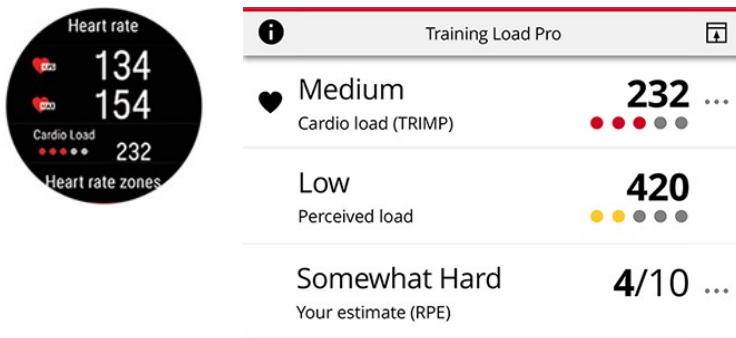 Heart rate
AVG 134
MAX 154
Cardio Load
232
Heart rate zones
Training Load Pro
Medium
232
Cardio load (TRIMP)
Low
420
Perceived load
Somewhat Hard
4/10
Your estimate (RPE)